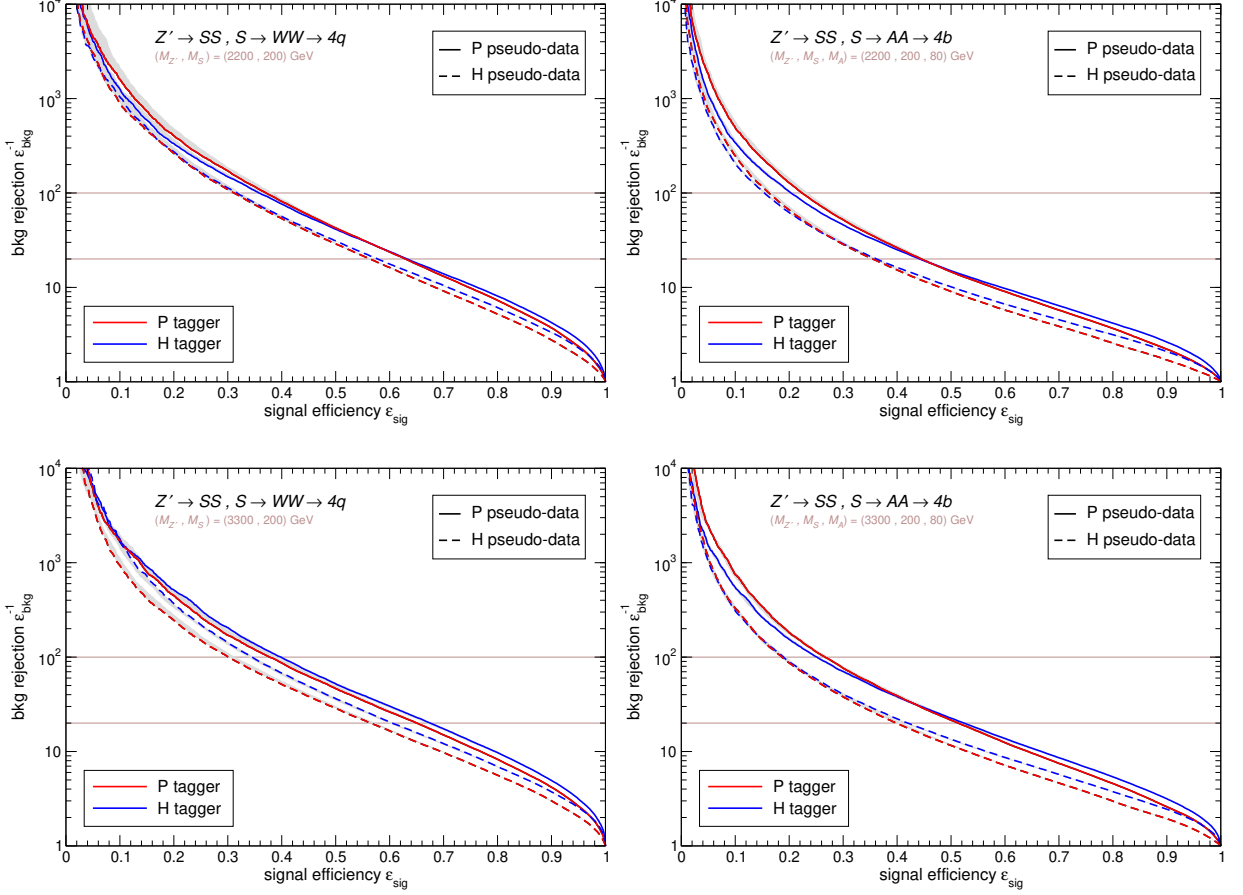 Z′ → SS , S → WW → 4q
(M_Z′ , M_S ) = (2200 , 200) GeV
P pseudo-data
H pseudo-data
P tagger
H tagger
bkg rejection ε_bkg^-1
10^4
10^3
10^2
10
1
0 0.1 0.2 0.3 0.4 0.5 0.6 0.7 0.8 0.9 1
signal efficiency ε_sig
Z′ → SS , S → AA → 4b
(M_Z′ , M_S , M_A) = (2200 , 200 , 80) GeV
P pseudo-data
H pseudo-data
P tagger
H tagger
bkg rejection ε_bkg^-1
10^4
10^3
10^2
10
1
0 0.1 0.2 0.3 0.4 0.5 0.6 0.7 0.8 0.9 1
signal efficiency ε_sig
Z′ → SS , S → WW → 4q
(M_Z′ , M_S ) = (3300 , 200) GeV
P pseudo-data
H pseudo-data
P tagger
H tagger
bkg rejection ε_bkg^-1
10^4
10^3
10^2
10
1
0 0.1 0.2 0.3 0.4 0.5 0.6 0.7 0.8 0.9 1
signal efficiency ε_sig
Z′ → SS , S → AA → 4b
(M_Z′ , M_S , M_A) = (3300 , 200 , 80) GeV
P pseudo-data
H pseudo-data
P tagger
H tagger
bkg rejection ε_bkg^-1
10^4
10^3
10^2
10
1
0 0.1 0.2 0.3 0.4 0.5 0.6 0.7 0.8 0.9 1
signal efficiency ε_sig